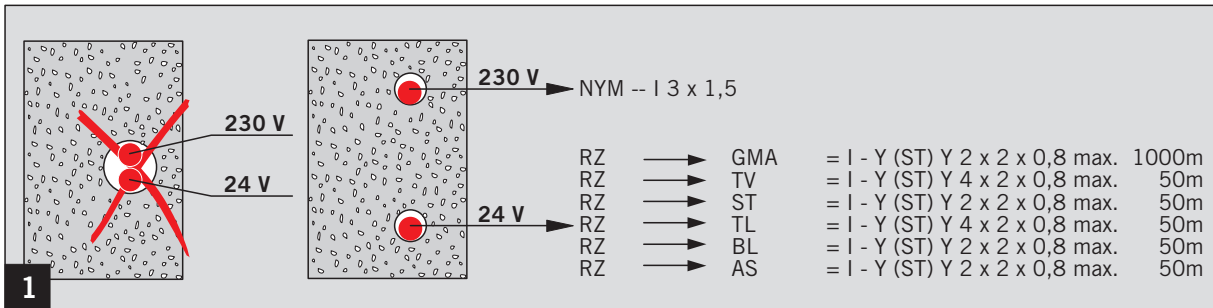 230 V
24 V
230 V
NYM -- I 3 x 1,5
24 V
RZ GMA = I - Y (ST) Y 2 x 2 x 0,8 max. 1000m
RZ TV = I - Y (ST) Y 4 x 2 x 0,8 max. 50m
RZ ST = I - Y (ST) Y 2 x 2 x 0,8 max. 50m
RZ TL = I - Y (ST) Y 4 x 2 x 0,8 max. 50m
RZ BL = I - Y (ST) Y 2 x 2 x 0,8 max. 50m
RZ AS = I - Y (ST) Y 2 x 2 x 0,8 max. 50m
1